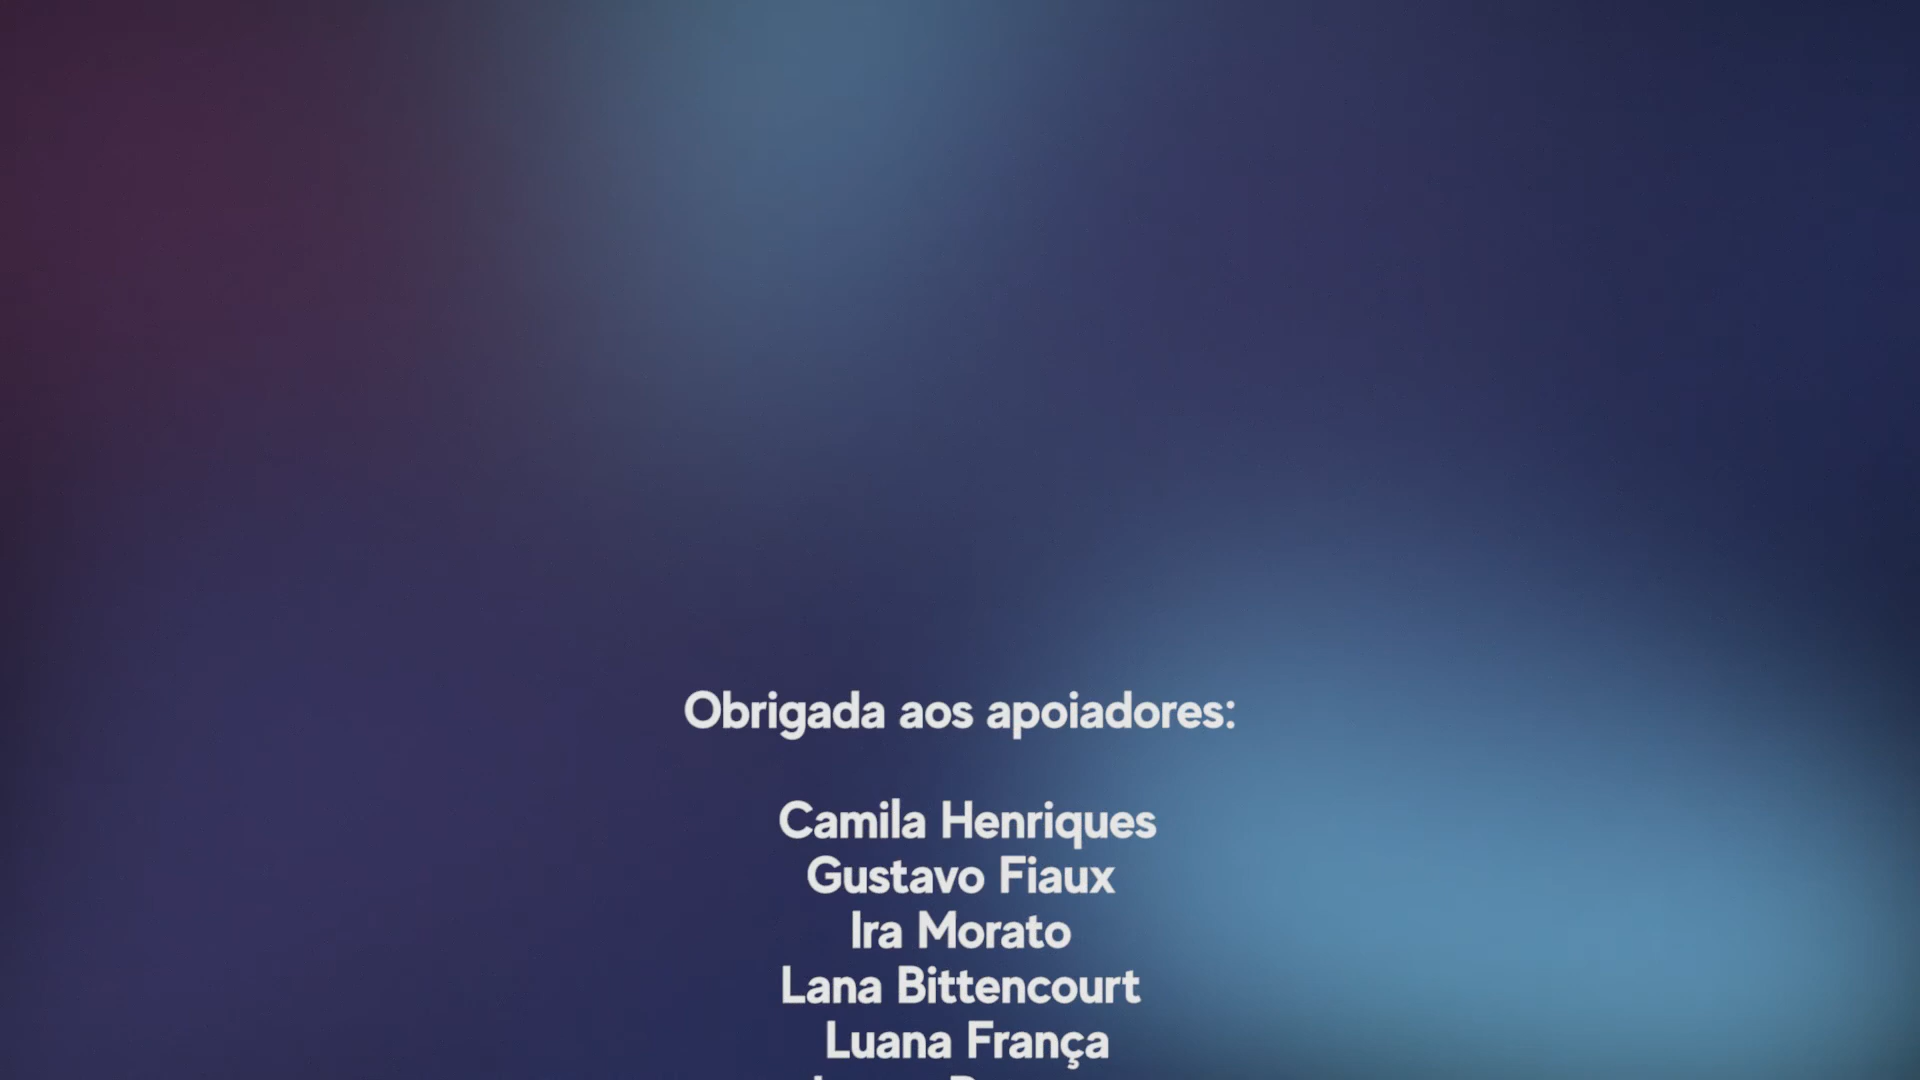 Obrigada aos apoiadores:
Camila Henriques
Gustavo Fiaux
Ira Morato
Lana Bittencourt
Luana França